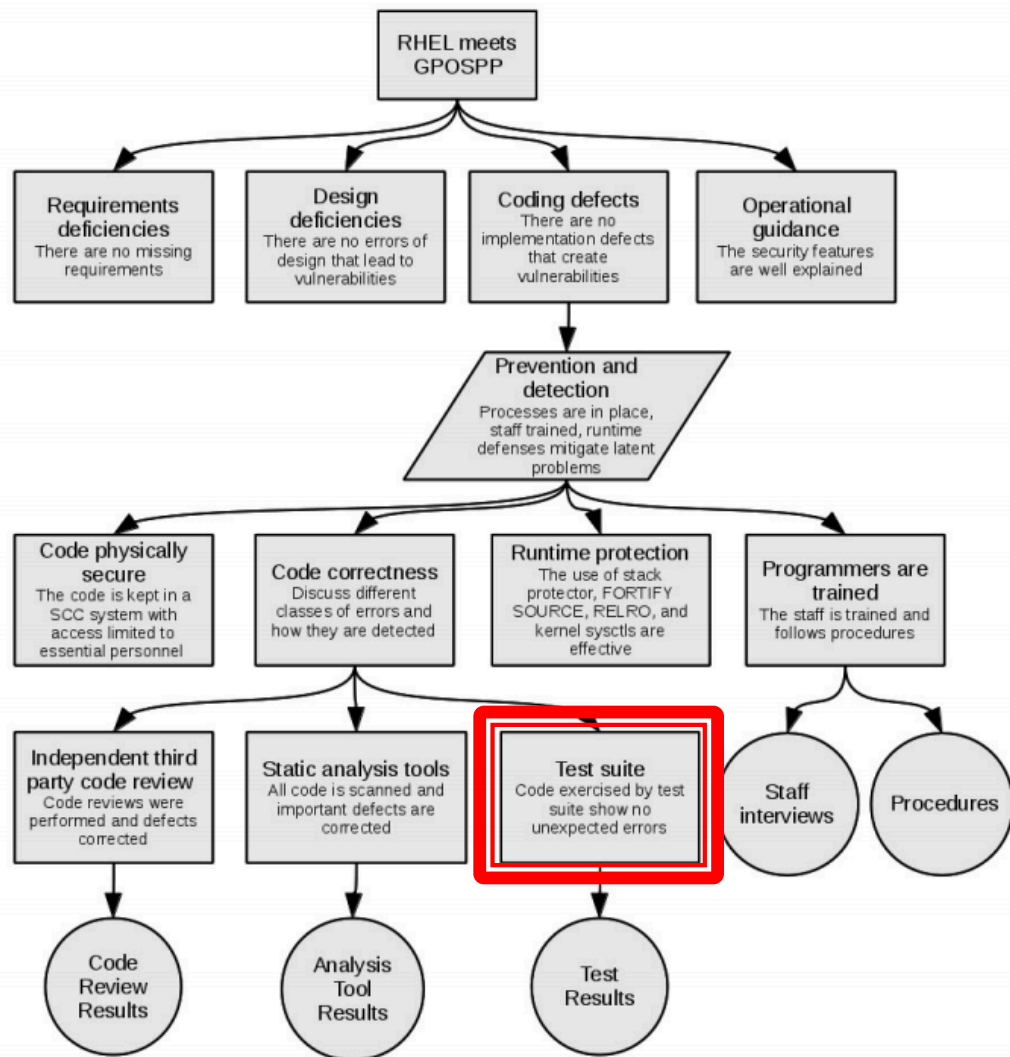 RHEL meets
GPOSPP
Requirements
deficiencies
There are no missing
requirements
Design
deficiencies
There are no errors of
design that lead to
vulnerabilities
Coding defects
There are no
implementation defects
that create
vulnerabilities
Operational
guidance
The security features
are well explained
Prevention and
detection
Processes are in place,
staff trained, runtime
defenses mitigate latent
problems
Code physically
secure
The code is kept in a
SCC system with
access limited to
essential personnel
Code correctness
Discuss different
classes of errors and
how they are detected
Runtime protection
The use of stack
protector, FORTIFY
SOURCE, RELRO, and
kernel sysctls are
effective
Programmers are
trained
The staff is trained and
follows procedures
Independent third
party code review
Code reviews were
performed and defects
corrected
Static analysis tools
All code is scanned and
important defects are
corrected
Test suite
Code exercised by test
suite show no
unexpected errors
Staff
interviews
Procedures
Code
Review
Results
Analysis
Tool
Results
Test
Results